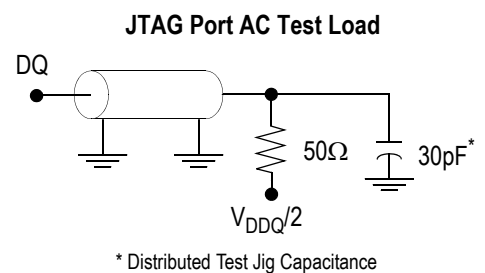 JTAG Port AC Test Load
DQ
50Ω
30pF*
VDDQ/2
* Distributed Test Jig Capacitance